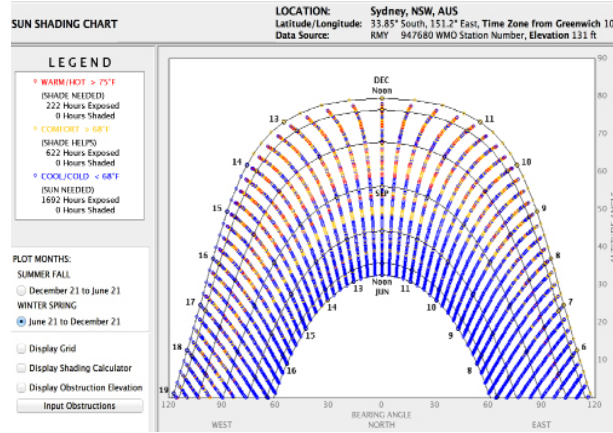 SUN SHADING CHART
LOCATION: Sydney, NSW, AUS
Latitude/Longitude: 33.85° South, 151.2° East, Time Zone from Greenwich 10
Data Source: RMY 947680 WMO Station Number, Elevation 131 ft
LEGEND
WARM/HOT > 75°F
(SHADE NEEDED)
222 Hours Exposed
0 Hours Shaded
COMFORT > 68°F
(SHADE HELPS)
622 Hours Exposed
0 Hours Shaded
COOL/COLD < 68°F
(SUN NEEDED)
1692 Hours Exposed
0 Hours Shaded
PLOT MONTHS:
SUMMER FALL
December 21 to June 21
WINTER SPRING
June 21 to December 21
Display Grid
Display Shading Calculator
Display Obstruction Elevation
Input Obstructions
DEC
Noon
13 11
14 10
15 9
16 8
17 7
18 6
19
SEP
Noon
JUN
13 11
14 10
15 9
16 8
90
80
70
60
50
40
30
20
10
0
120 90 60 30 0 30 60 90 120
BEARING ANGLE
WEST NORTH EAST